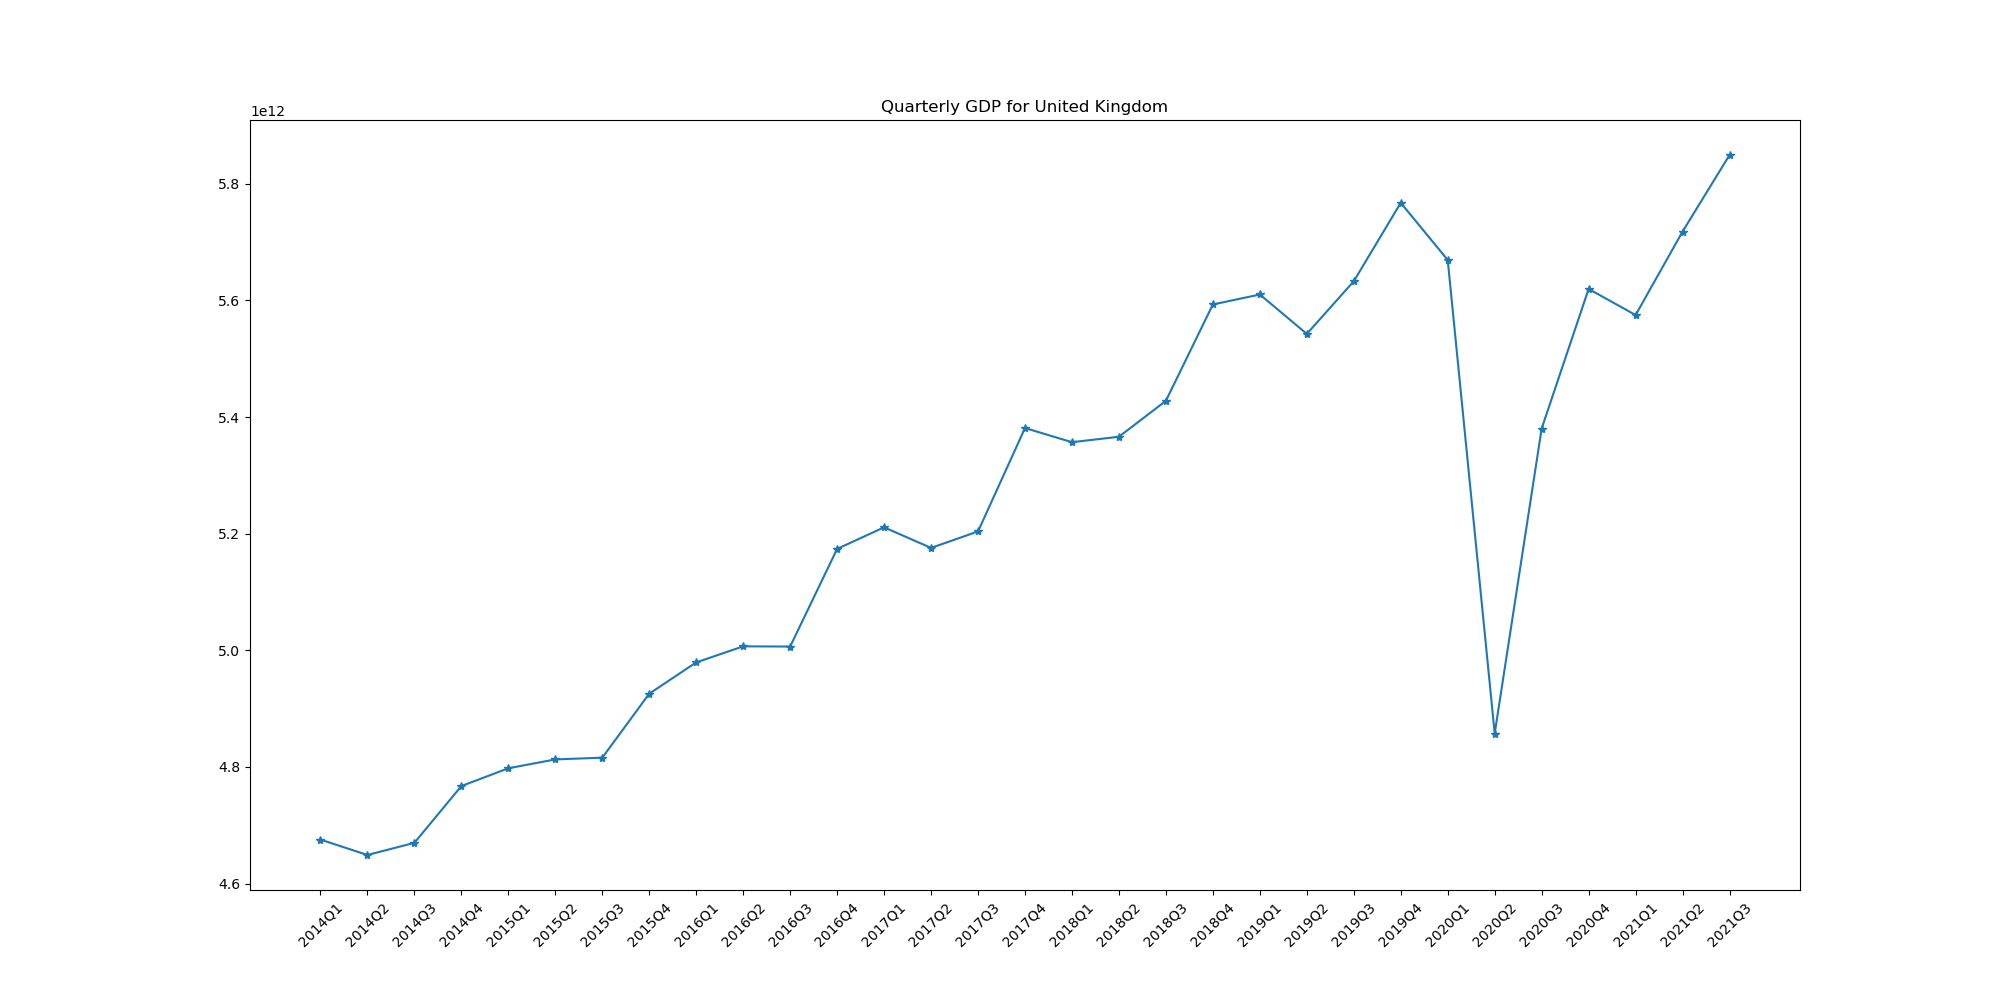 Quarterly GDP for United Kingdom
1e12
5.8
5.6
5.4
5.2
5.0
4.8
4.6
2014Q1
2014Q2
2014Q3
2014Q4
2015Q1
2015Q2
2015Q3
2015Q4
2016Q1
2016Q2
2016Q3
2016Q4
2017Q1
2017Q2
2017Q3
2017Q4
2018Q1
2018Q2
2018Q3
2018Q4
2019Q1
2019Q2
2019Q3
2019Q4
2020Q1
2020Q2
2020Q3
2020Q4
2021Q1
2021Q2
2021Q3